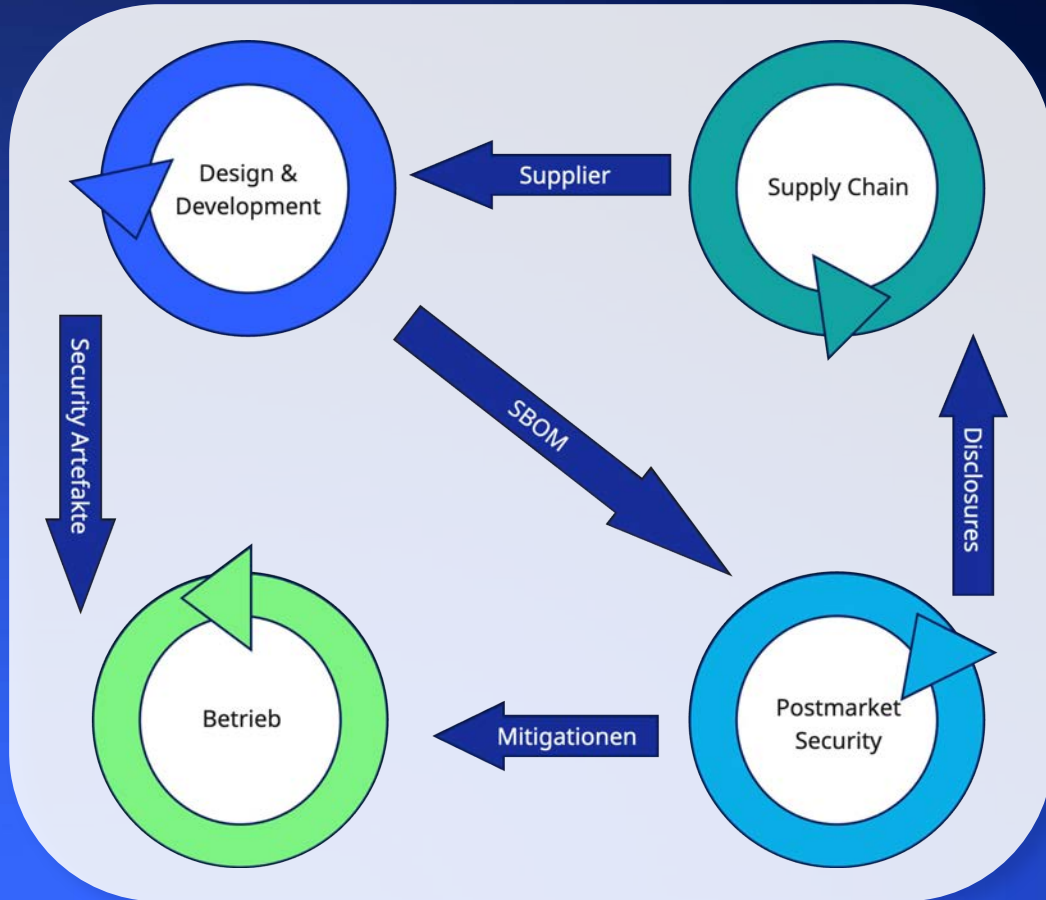 Design &
Development
Supplier
Supply Chain
Security Artefakte
SBOM
Disclosures
Betrieb
Mitigationen
Postmarket
Security